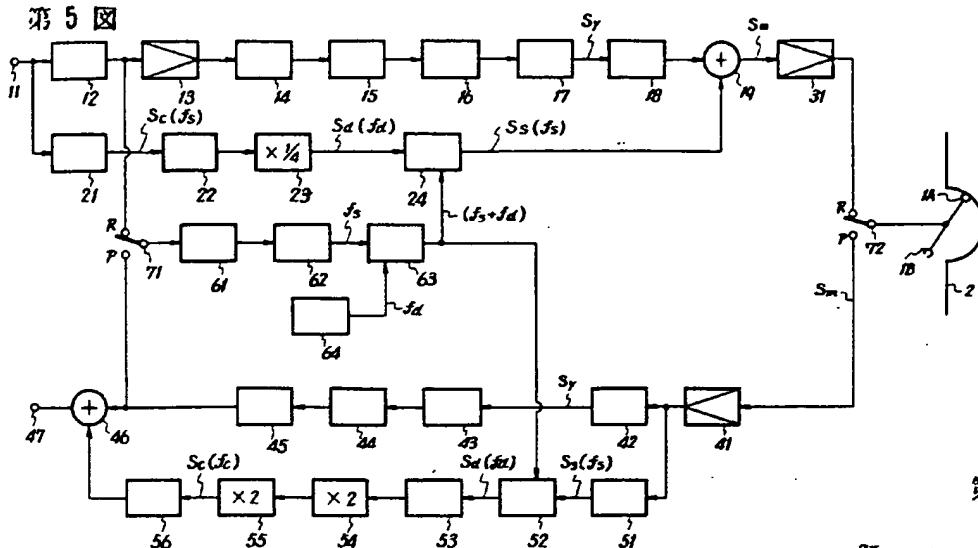 第 5 図
Sy
Sm
11
12
13
14
15
16
17
18
19
31
Sc(fs)
Sd(fd)
Ss(fs)
× 1/4
21
22
23
24
(fs+fd)
1A
R
R
fs
72
P
71
61
62
63
P
1B
2
fd
Sm
64
Sy
47
46
45
44
43
42
41
Sc(fc)
Sd(fd)
Ss(fs)
× 2
× 2
56
55
54
53
52
51